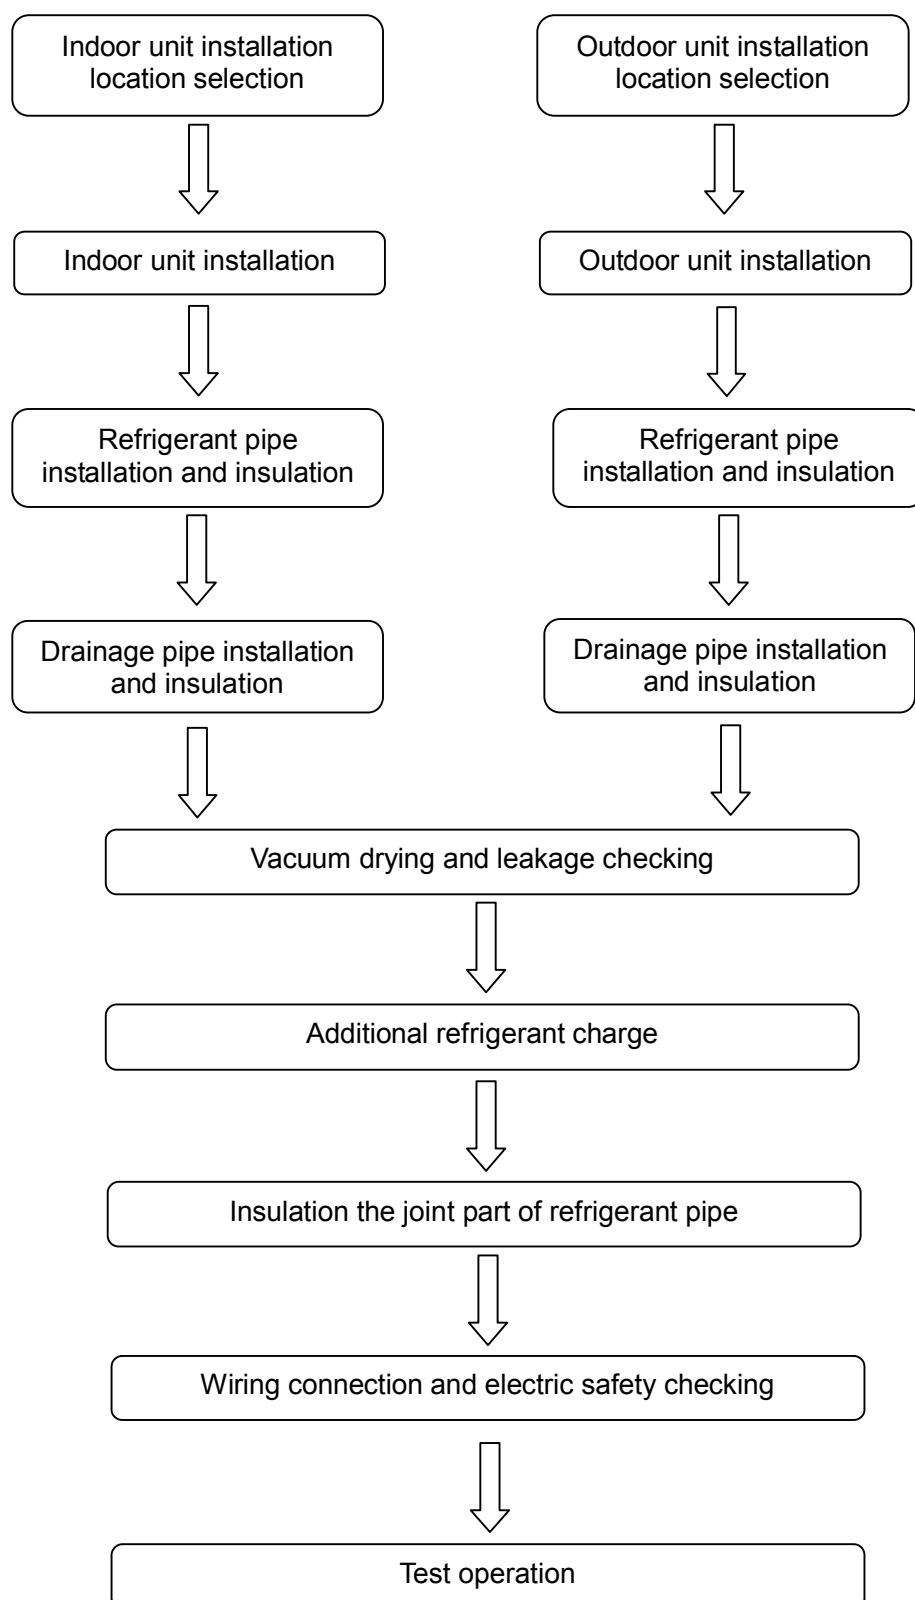 Indoor unit installation
location selection
Outdoor unit installation
location selection
Indoor unit installation
Outdoor unit installation
Refrigerant pipe
installation and insulation
Refrigerant pipe
installation and insulation
Drainage pipe installation
and insulation
Drainage pipe installation
and insulation
Vacuum drying and leakage checking
Additional refrigerant charge
Insulation the joint part of refrigerant pipe
Wiring connection and electric safety checking
Test operation